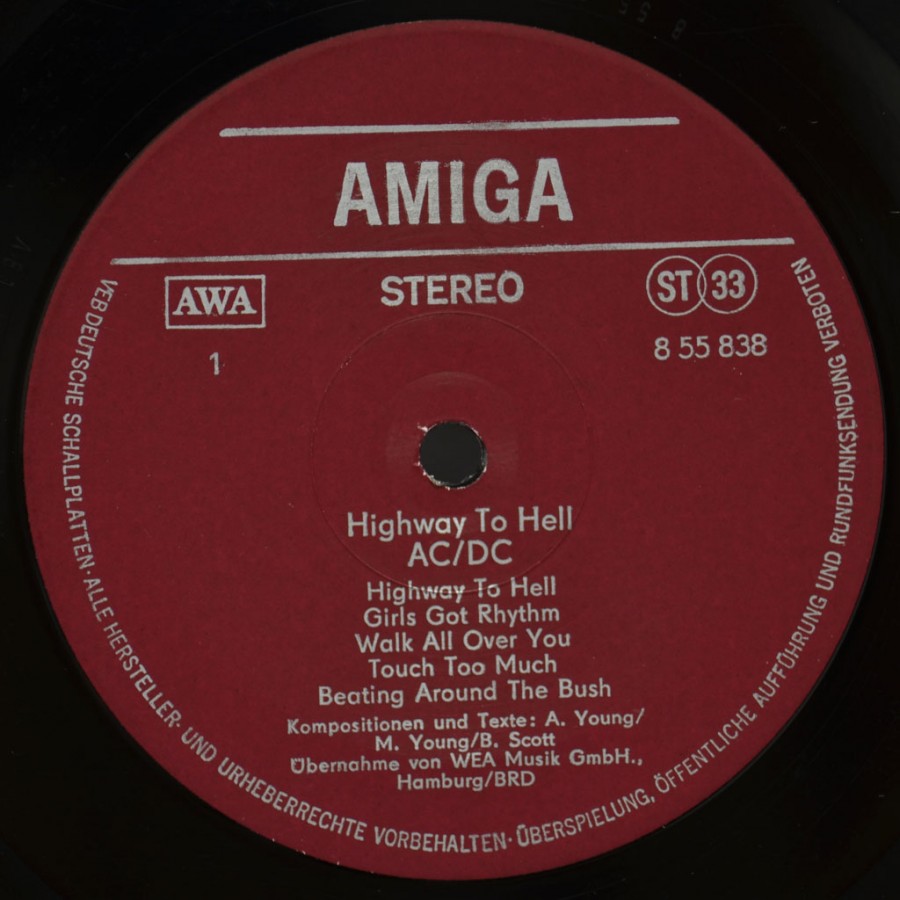 AMIGA
AWA
STEREO
ST 33
1
8 55 838
Highway To Hell
AC/DC
Highway To Hell
Girls Got Rhythm
Walk All Over You
Touch Too Much
Beating Around The Bush
Kompositionen und Texte: A. Young/
M. Young/B. Scott
Übernahme von WEA Musik GmbH.,
Hamburg/BRD
VEB DEUTSCHE SCHALLPLATTEN · ALLE HERSTELLER- UND URHEBERRECHTE VORBEHALTEN · ÜBERSPIELUNG, ÖFFENTLICHE AUFFÜHRUNG UND RUNDFUNKSENDUNG VERBOTEN